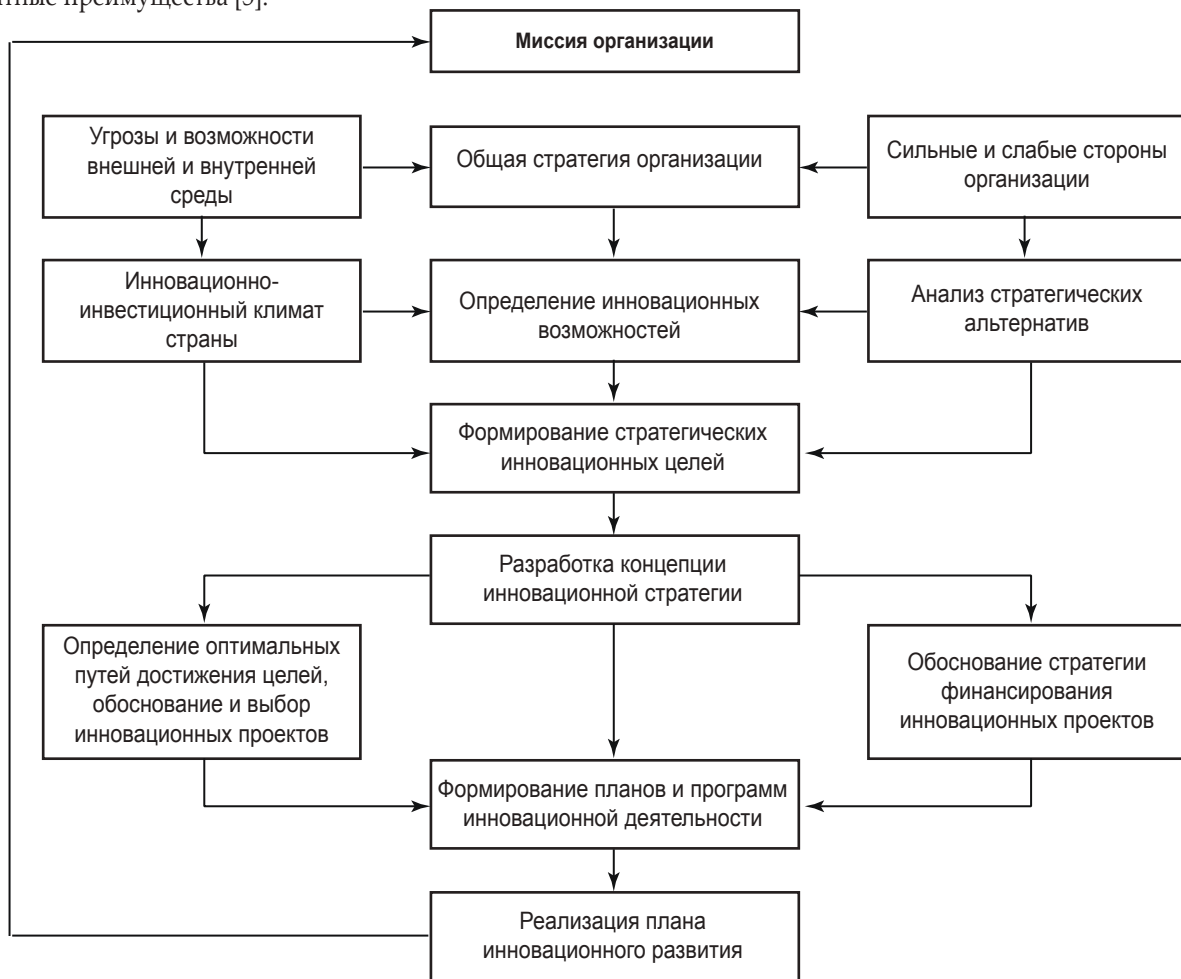 преимущества [5].
Миссия организации
Угрозы и возможности
внешней и внутренней
среды
Общая стратегия организации
Сильные и слабые стороны
организации
Инновационно-
инвестиционный климат
страны
Определение инновационных
возможностей
Анализ стратегических
альтернатив
Формирование стратегических
инновационных целей
Разработка концепции
инновационной стратегии
Определение оптимальных
путей достижения целей,
обоснование и выбор
инновационных проектов
Обоснование стратегии
финансирования
инновационных проектов
Формирование планов и программ
инновационной деятельности
Реализация плана
инновационного развития